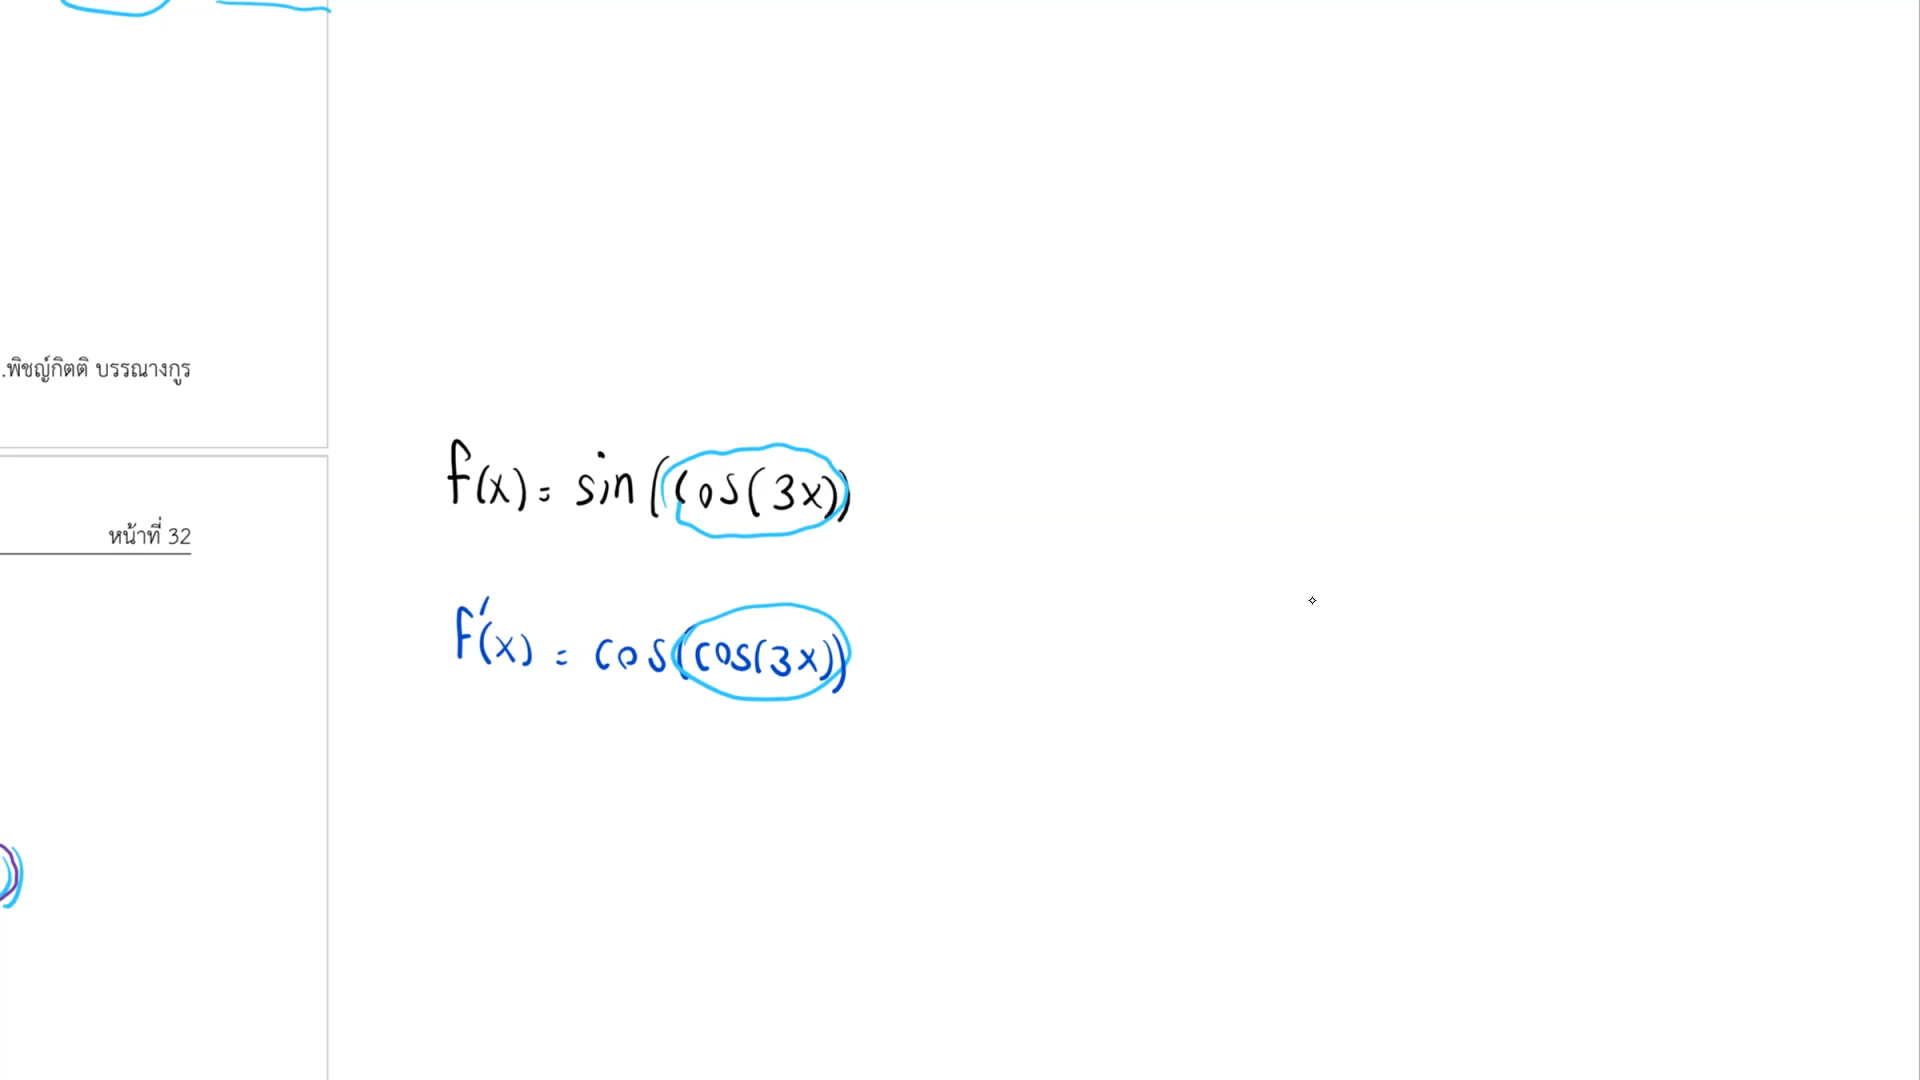 .พิชญ์กิตติ บรรณางกูร
f(x) = sin(cos(3x))
หน้าที่ 32
f'(x) = cos(cos(3x))
)